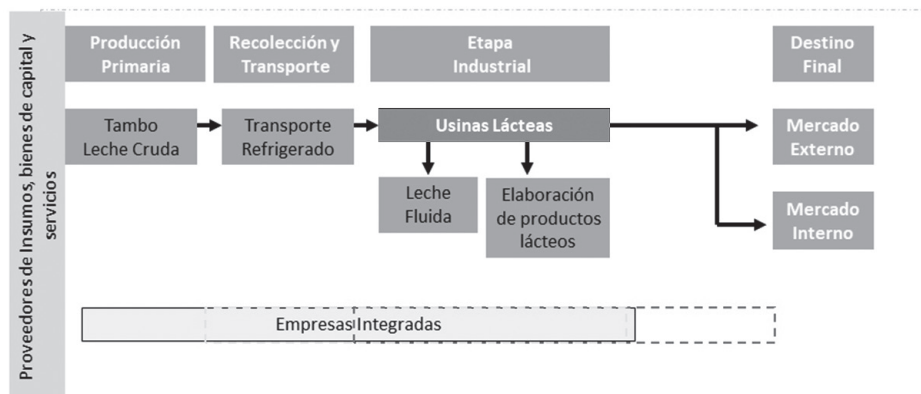 Proveedores de Insumos, bienes de capital y
servicios
Producción
Primaria
Recolección y
Transporte
Etapa
Industrial
Destino
Final
Tambo
Leche Cruda
Transporte
Refrigerado
Usinas Lácteas
Mercado
Externo
Leche
Fluida
Elaboración
de productos
lácteos
Mercado
Interno
Empresas Integradas